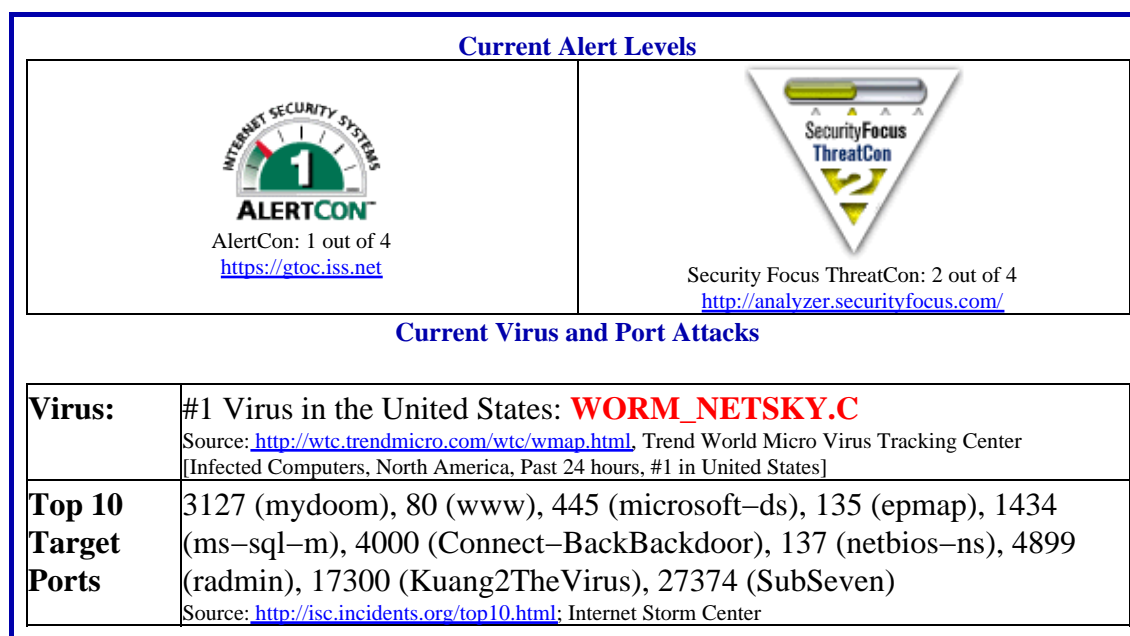 Current Alert Levels
INTERNET SECURITY SYSTEMS
1
ALERTCON™
AlertCon: 1 out of 4
https://gtoc.iss.net
SecurityFocus
ThreatCon
2
Security Focus ThreatCon: 2 out of 4
http://analyzer.securityfocus.com/
Current Virus and Port Attacks
Virus:
#1 Virus in the United States: WORM_NETSKY.C
Source: http://wtc.trendmicro.com/wtc/wmap.html, Trend World Micro Virus Tracking Center
[Infected Computers, North America, Past 24 hours, #1 in United States]
Top 10
Target
Ports
3127 (mydoom), 80 (www), 445 (microsoft−ds), 135 (epmap), 1434
(ms−sql−m), 4000 (Connect−BackBackdoor), 137 (netbios−ns), 4899
(radmin), 17300 (Kuang2TheVirus), 27374 (SubSeven)
Source: http://isc.incidents.org/top10.html; Internet Storm Center